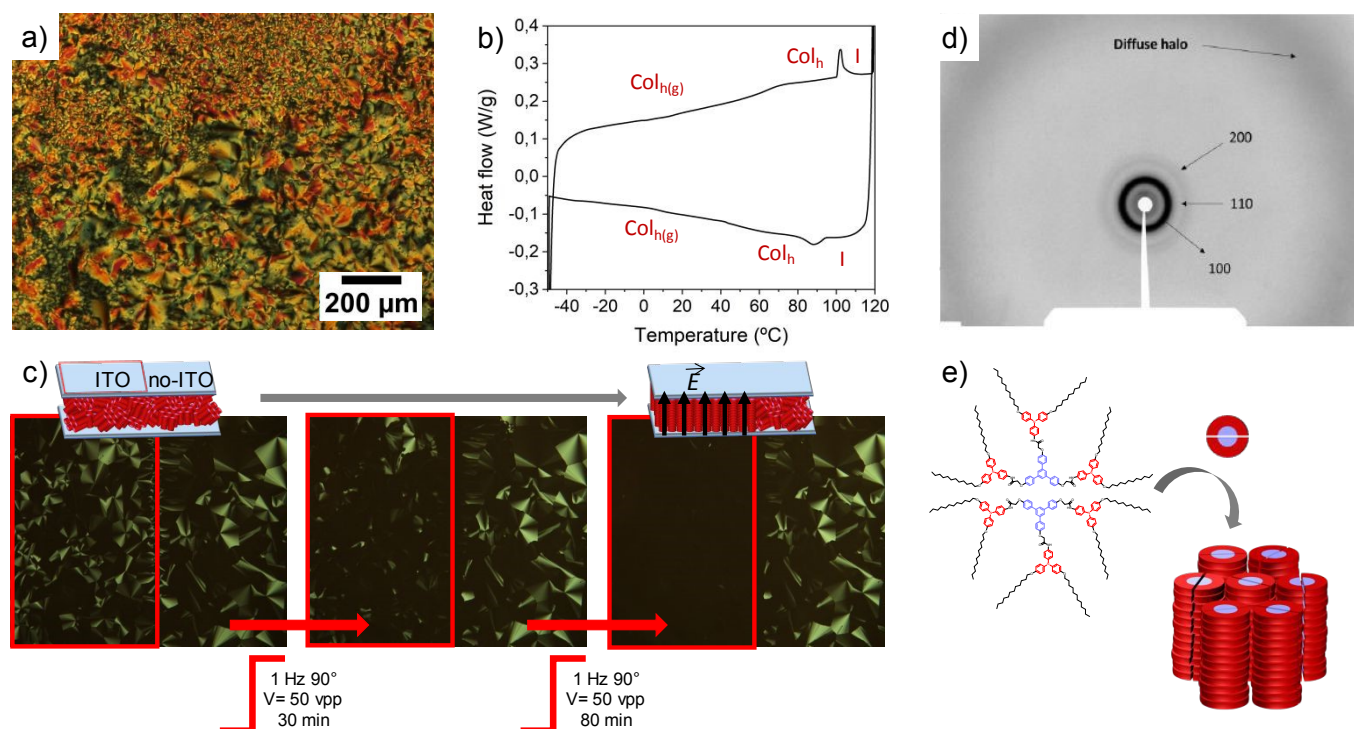 a)
200 µm
b)
0,4
0,3
0,2
0,1
0,0
-0,1
-0,2
-0,3
Heat flow (W/g)
-40 -20 0 20 40 60 80 100 120
Temperature (ºC)
Colh(g)
Colh
I
Colh(g)
Colh
I
d)
Diffuse halo
200
110
100
c)
ITO
no-ITO
E
1 Hz 90°
V= 50 vpp
30 min
1 Hz 90°
V= 50 vpp
80 min
e)